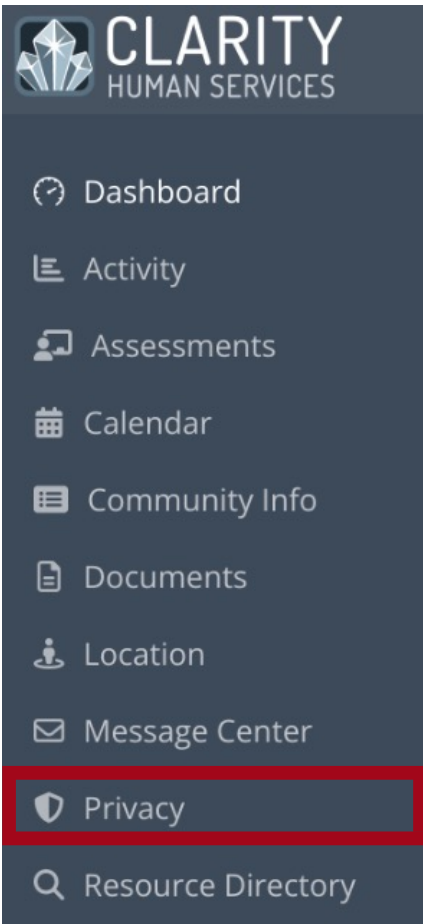 CLARITY
HUMAN SERVICES
Dashboard
Activity
Assessments
Calendar
Community Info
Documents
Location
Message Center
Privacy
Resource Directory